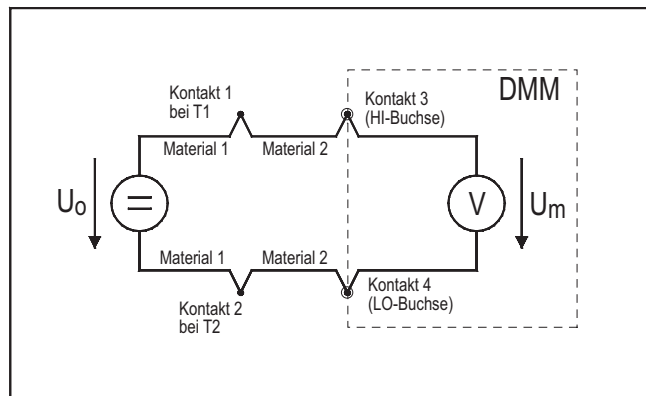 Kontakt 1
bei T1
Kontakt 3
(HI-Buchse)
DMM
Material 1
Material 2
Uo
V
Um
Material 1
Material 2
Kontakt 2
bei T2
Kontakt 4
(LO-Buchse)